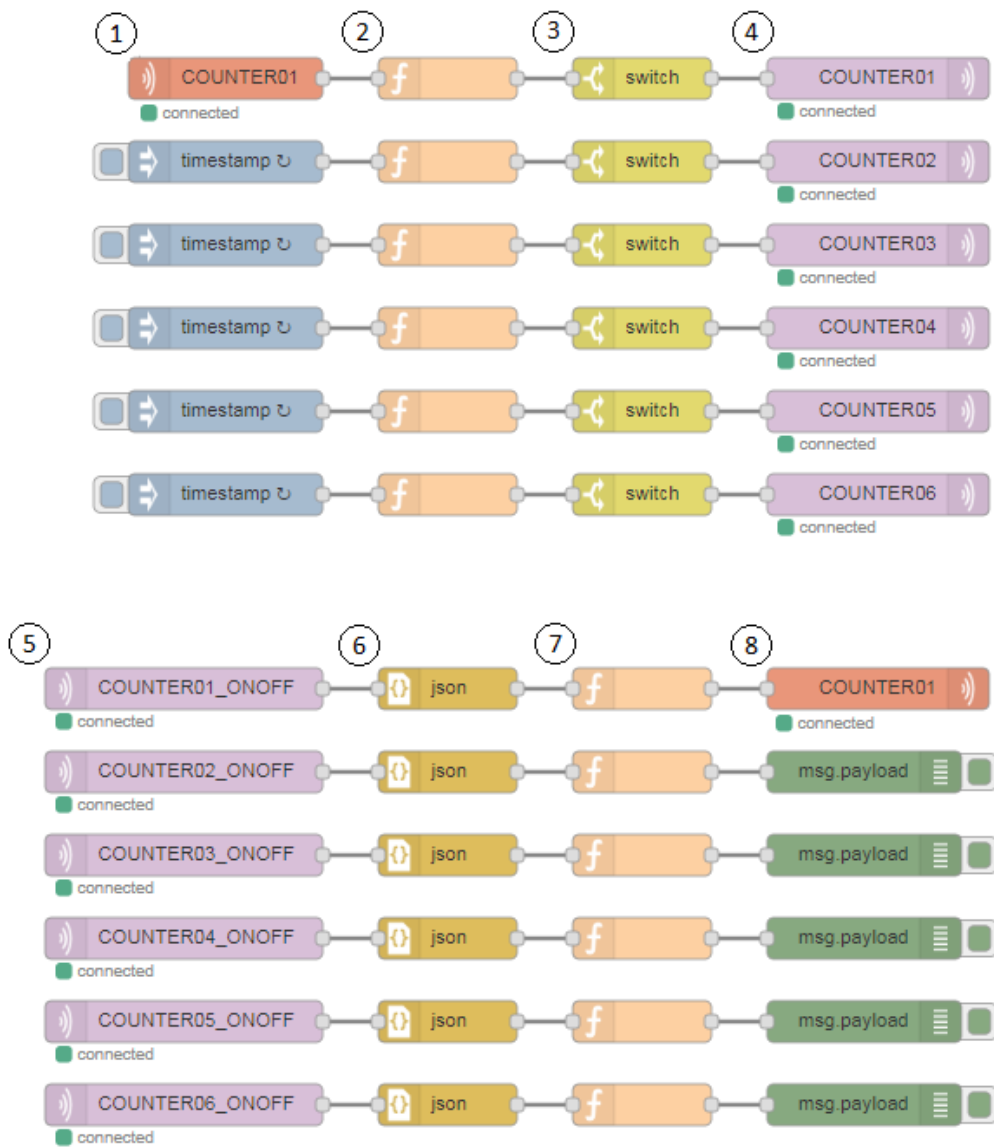 1 2 3 4
COUNTER01 switch COUNTER01
connected connected
timestamp ↻ switch COUNTER02
connected
timestamp ↻ switch COUNTER03
connected
timestamp ↻ switch COUNTER04
connected
timestamp ↻ switch COUNTER05
connected
timestamp ↻ switch COUNTER06
connected
5 6 7 8
COUNTER01_ONOFF json COUNTER01
connected connected
COUNTER02_ONOFF json msg.payload
connected
COUNTER03_ONOFF json msg.payload
connected
COUNTER04_ONOFF json msg.payload
connected
COUNTER05_ONOFF json msg.payload
connected
COUNTER06_ONOFF json msg.payload
connected